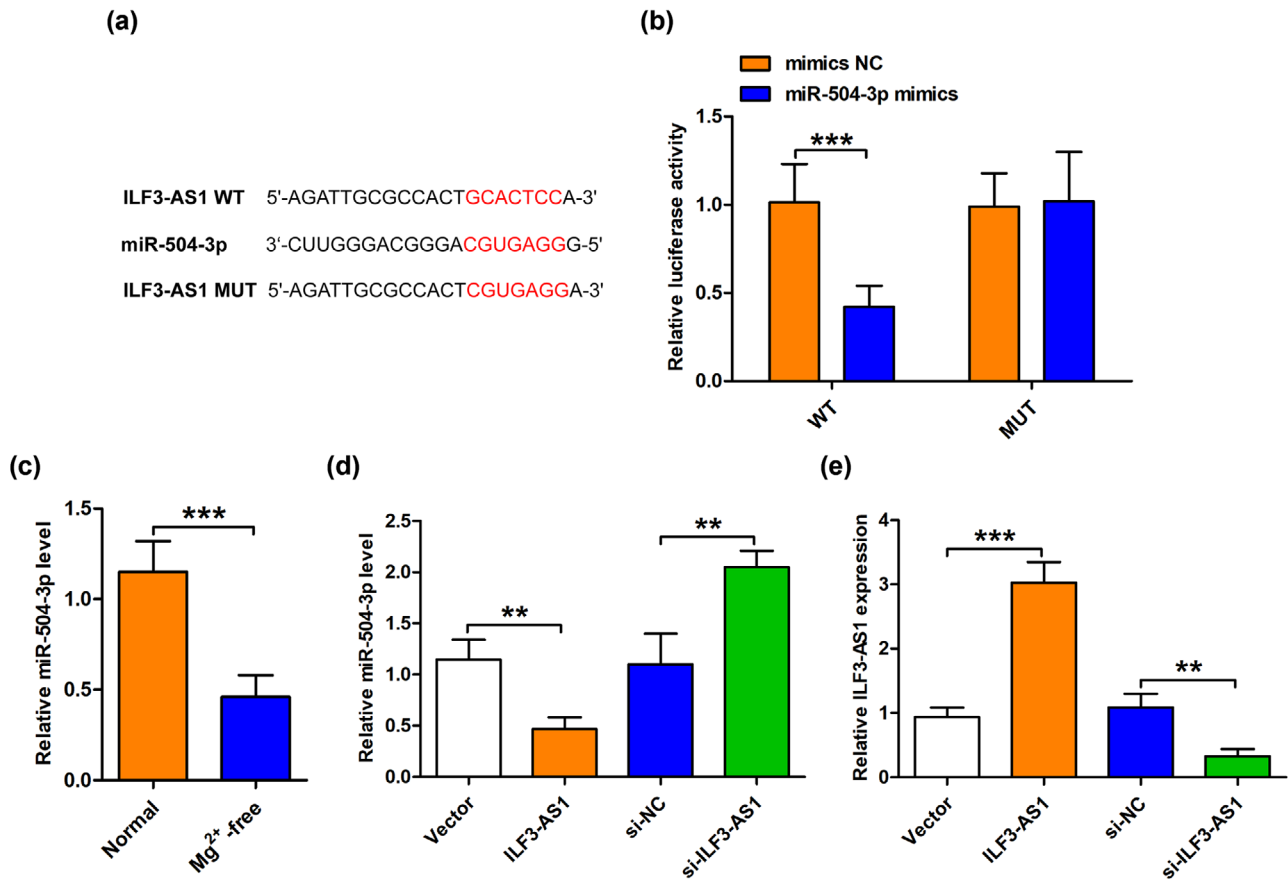 (a)
ILF3-AS1 WT 5'-AGATTGCGCCACTGCACTCCA-3'
miR-504-3p 3'-CUUGGGACGGGACGUGAGGG-5'
ILF3-AS1 MUT 5'-AGATTGCGCCACTCGUGAGGA-3'
(b)
mimics NC
miR-504-3p mimics
Relative luciferase activity
1.5
1.0
0.5
0.0
***
WT
MUT
(c)
Relative miR-504-3p level
1.5
1.0
0.5
0.0
***
Normal
Mg2+ -free
(d)
Relative miR-504-3p level
2.5
2.0
1.5
1.0
0.5
0.0
**
**
Vector
ILF3-AS1
si-NC
si-ILF3-AS1
(e)
Relative ILF3-AS1 expression
4
3
2
1
0
***
**
Vector
ILF3-AS1
si-NC
si-ILF3-AS1